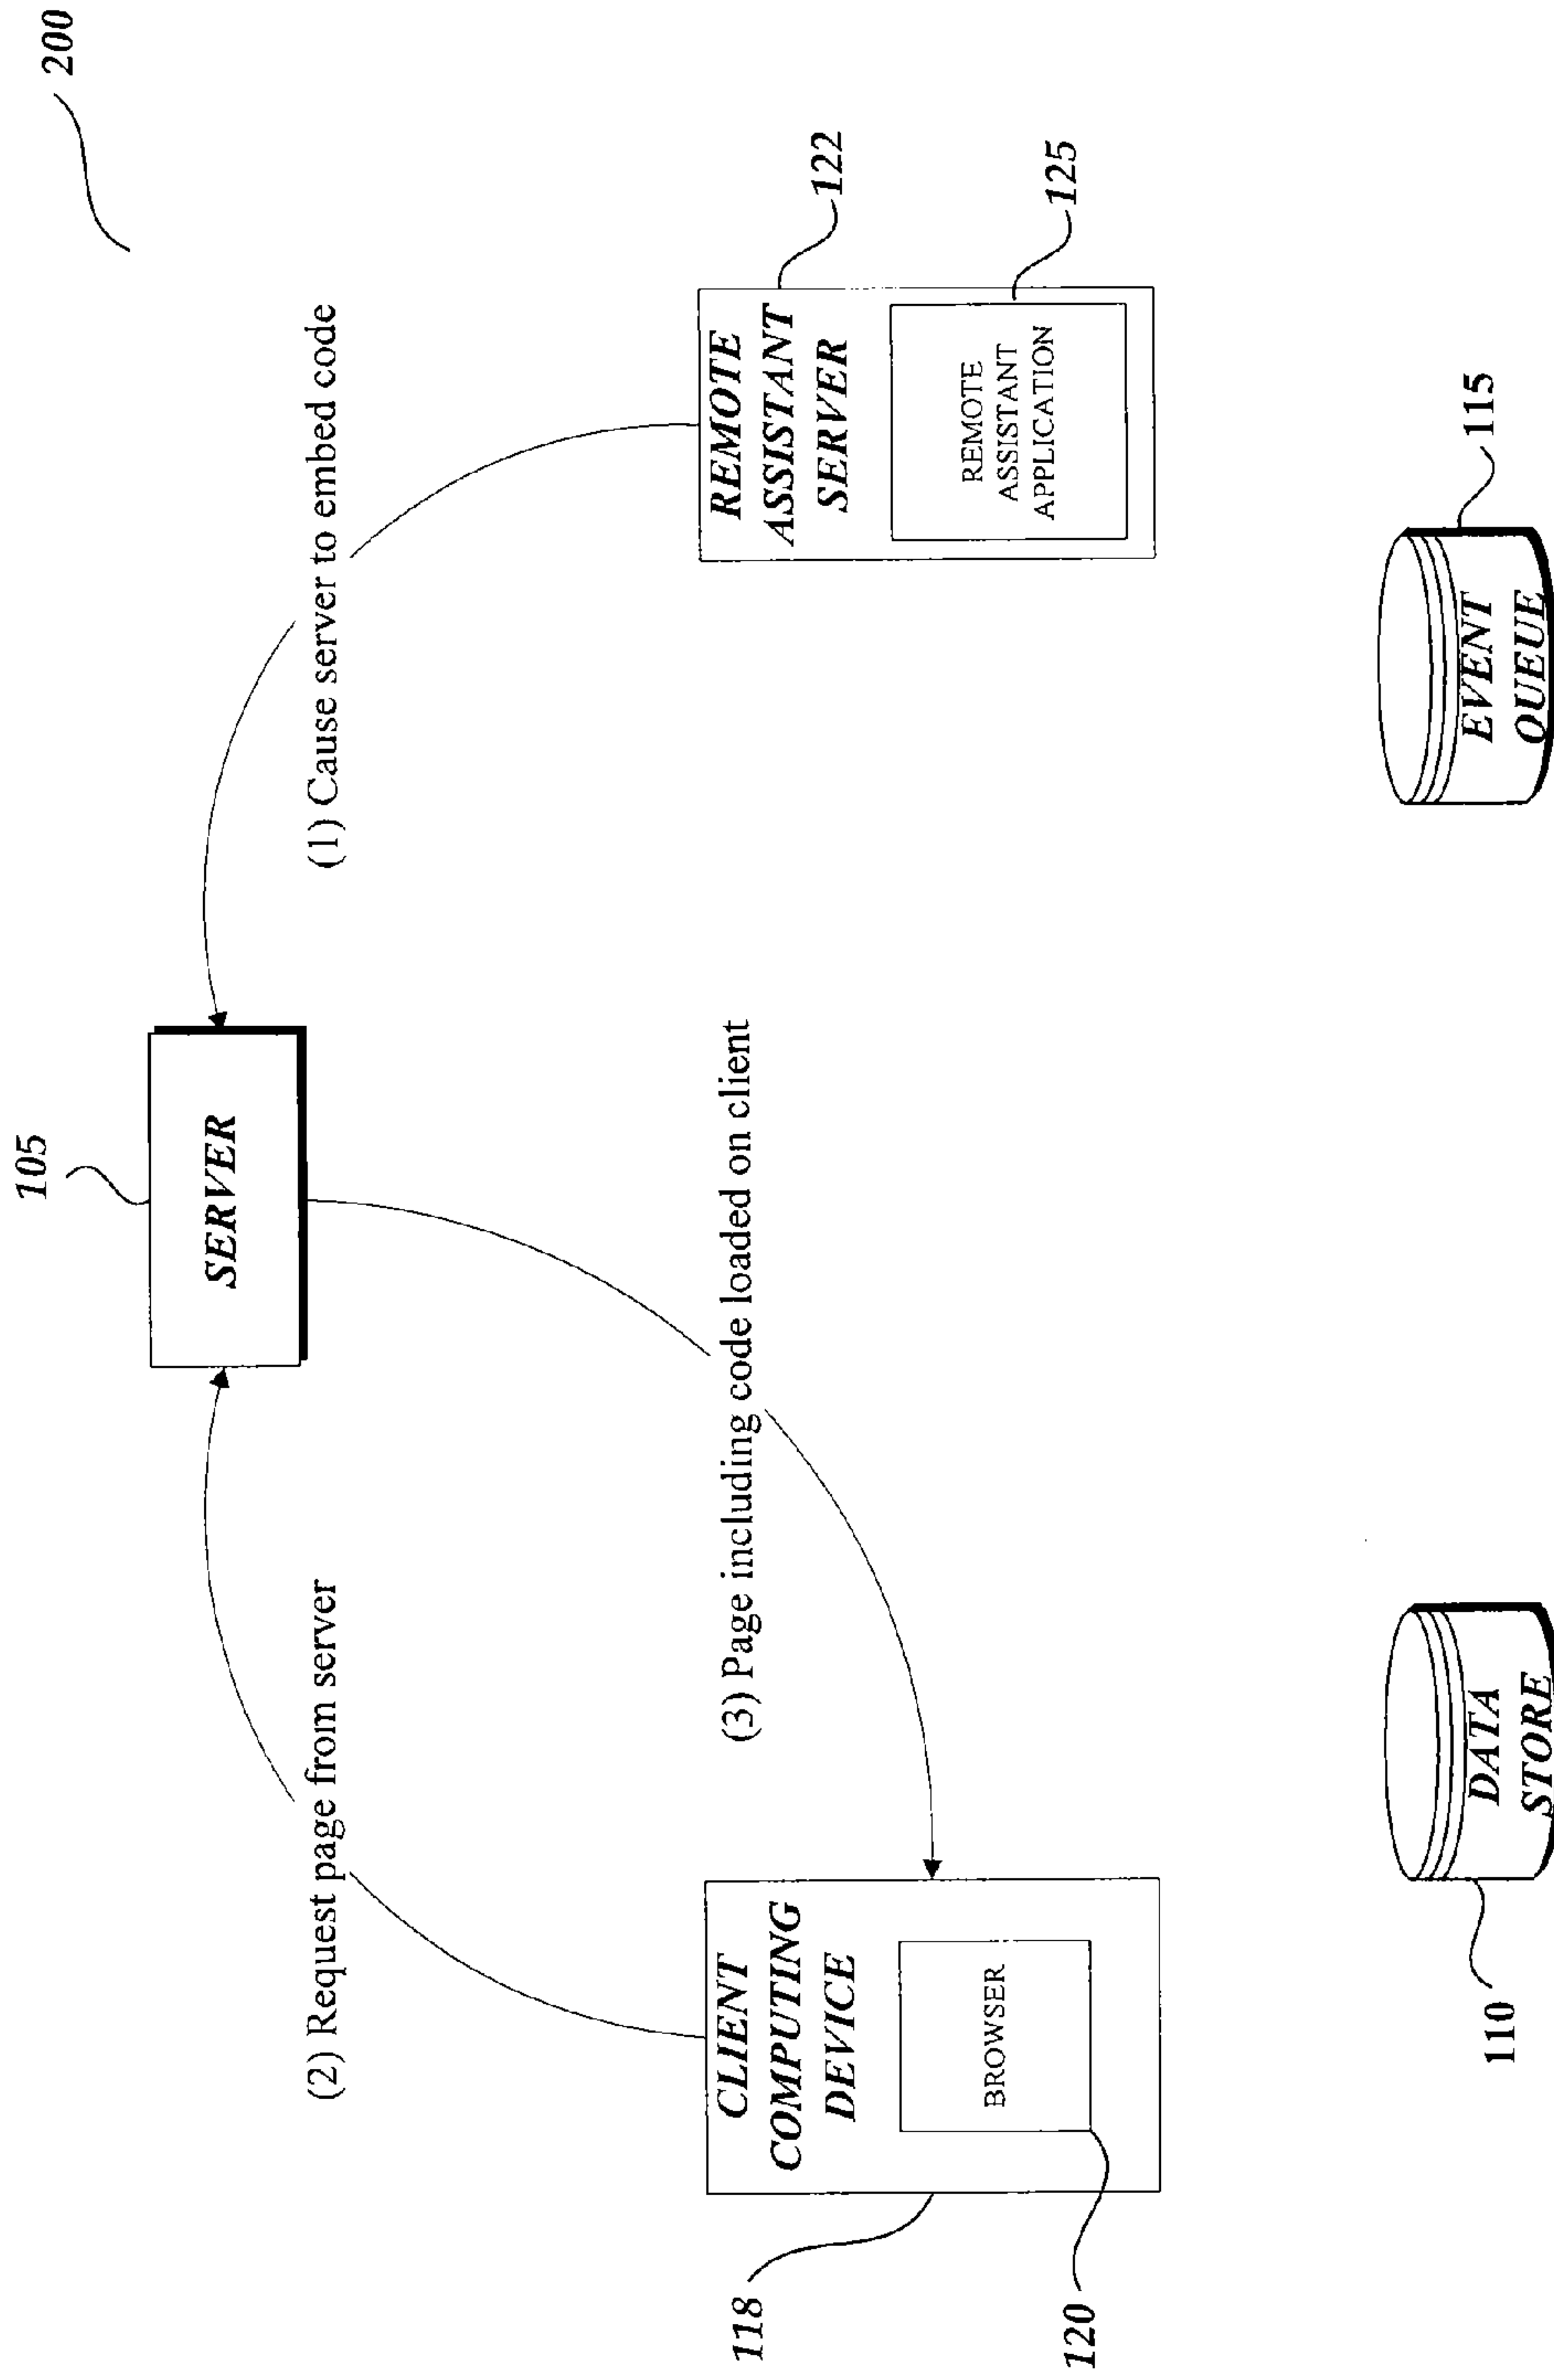 200
105
SERVER
(2) Request page from server
(1) Cause server to embed code
(3) Page including code loaded on client
118
CLIENT
COMPUTING
DEVICE
BROWSER
120
REMOTE
ASSISTANT
SERVER
122
REMOTE
ASSISTANT
APPLICATION
125
110
DATA
STORE
EVENT
QUEUE
115